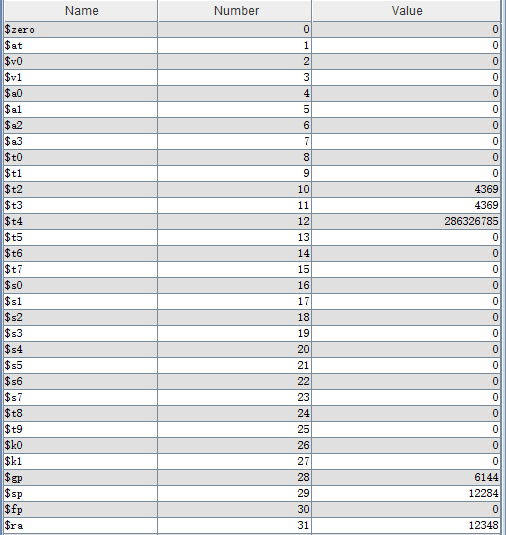 Name Number Value
$zero 0 0
$at 1 0
$v0 2 0
$v1 3 0
$a0 4 0
$a1 5 0
$a2 6 0
$a3 7 0
$t0 8 0
$t1 9 0
$t2 10 4369
$t3 11 4369
$t4 12 286326785
$t5 13 0
$t6 14 0
$t7 15 0
$s0 16 0
$s1 17 0
$s2 18 0
$s3 19 0
$s4 20 0
$s5 21 0
$s6 22 0
$s7 23 0
$t8 24 0
$t9 25 0
$k0 26 0
$k1 27 0
$gp 28 6144
$sp 29 12284
$fp 30 0
$ra 31 12348